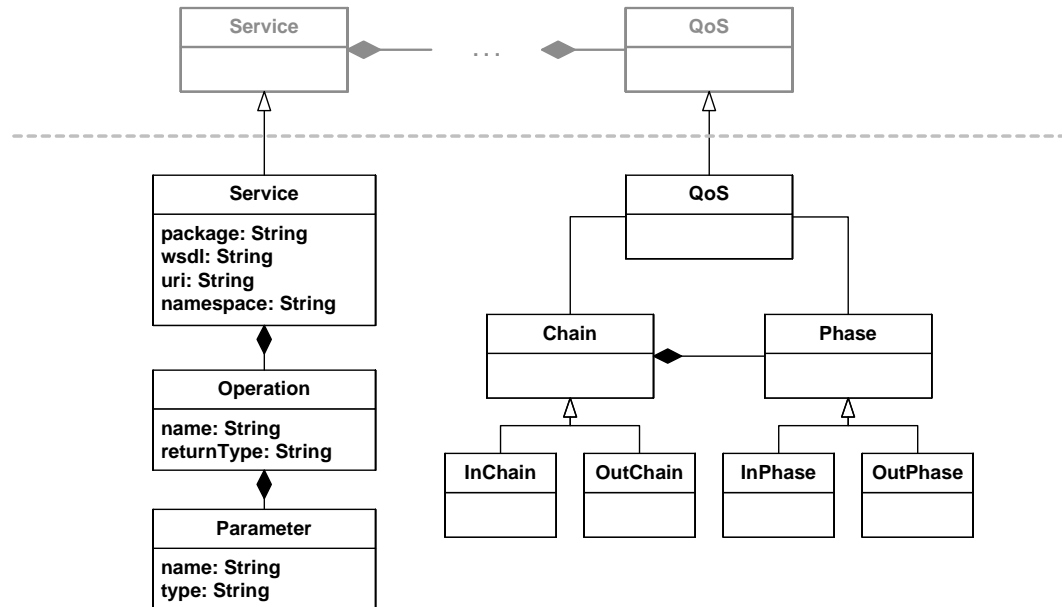 Service
QoS
. . .
Service
package: String
wsdl: String
uri: String
namespace: String
QoS
Chain
Phase
Operation
name: String
returnType: String
InChain
OutChain
InPhase
OutPhase
Parameter
name: String
type: String